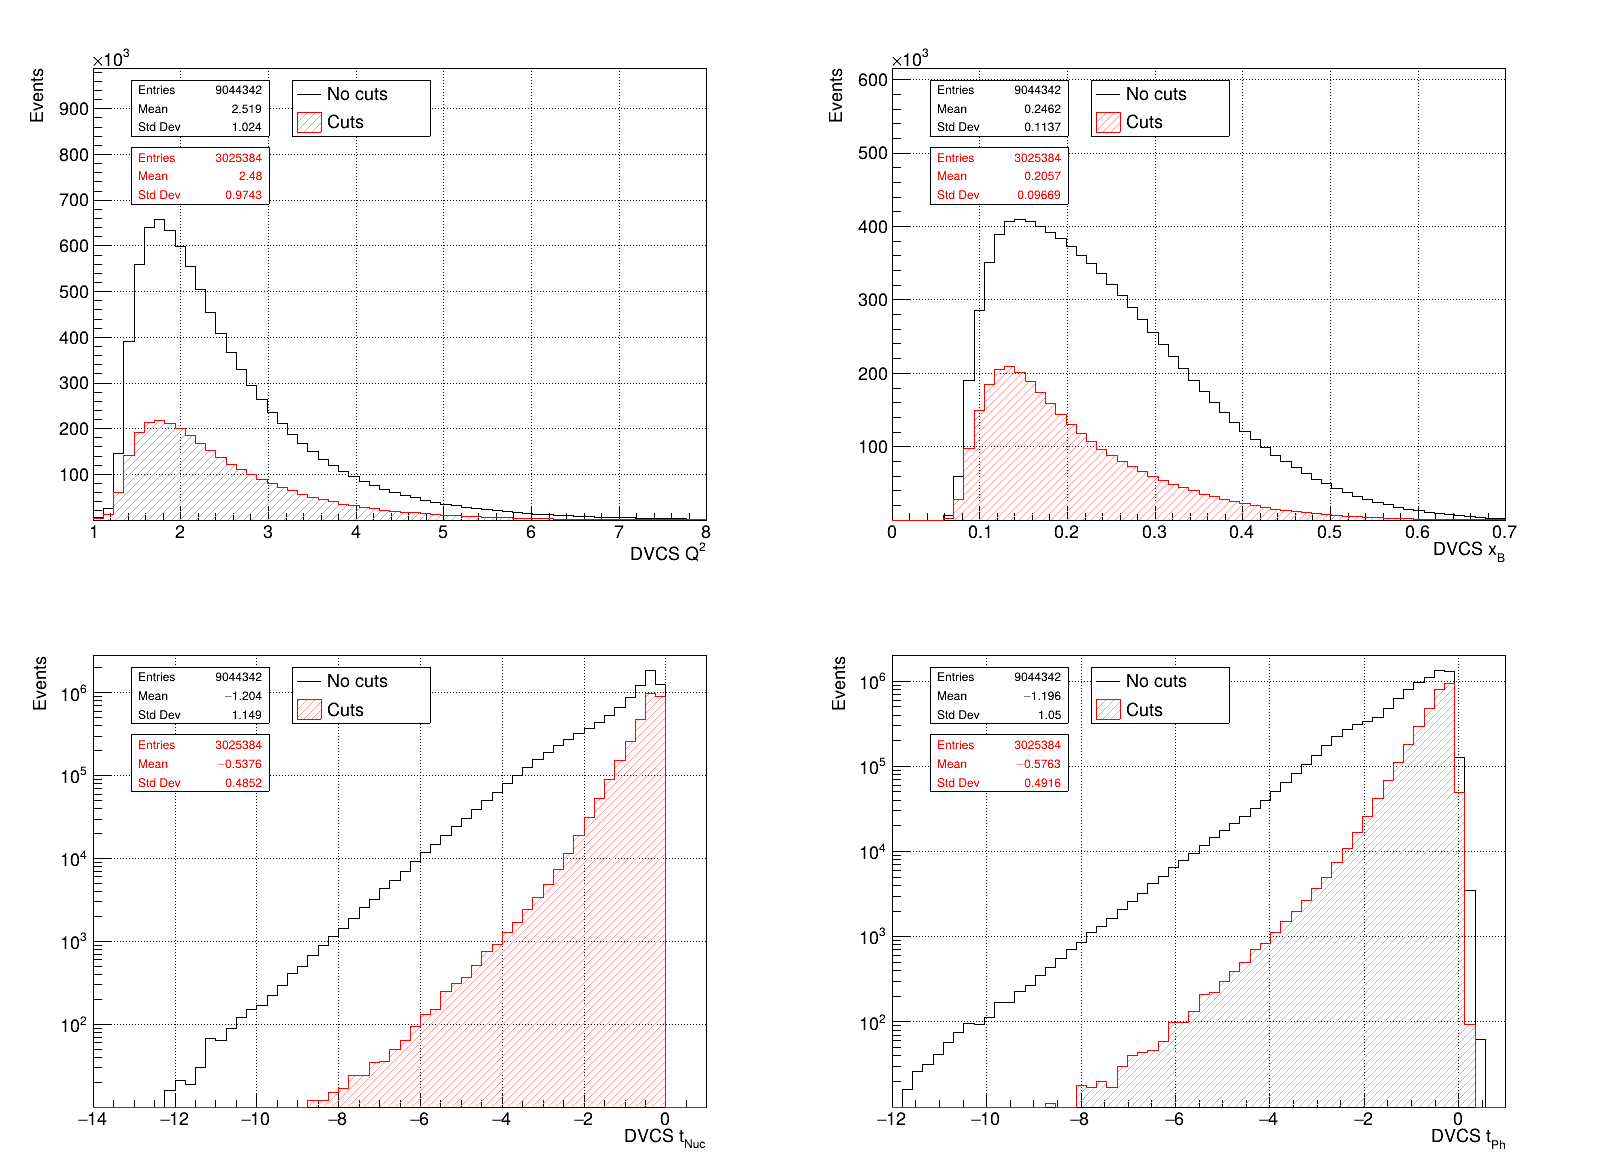 ×10³
Events
Entries 9044342
Mean 2.519
Std Dev 1.024
Entries 3025384
Mean 2.48
Std Dev 0.9743
No cuts
Cuts
900
800
700
600
500
400
300
200
100
1 2 3 4 5 6 7 8
DVCS Q²
×10³
Events
Entries 9044342
Mean 0.2462
Std Dev 0.1137
Entries 3025384
Mean 0.2057
Std Dev 0.09669
No cuts
Cuts
600
500
400
300
200
100
0 0.1 0.2 0.3 0.4 0.5 0.6 0.7
DVCS x_B
Events
Entries 9044342
Mean −1.204
Std Dev 1.149
Entries 3025384
Mean −0.5376
Std Dev 0.4852
No cuts
Cuts
10⁶
10⁵
10⁴
10³
10²
−14 −12 −10 −8 −6 −4 −2 0
DVCS t_Nuc
Events
Entries 9044342
Mean −1.196
Std Dev 1.05
Entries 3025384
Mean −0.5763
Std Dev 0.4916
No cuts
Cuts
10⁶
10⁵
10⁴
10³
10²
−12 −10 −8 −6 −4 −2 0
DVCS t_Ph